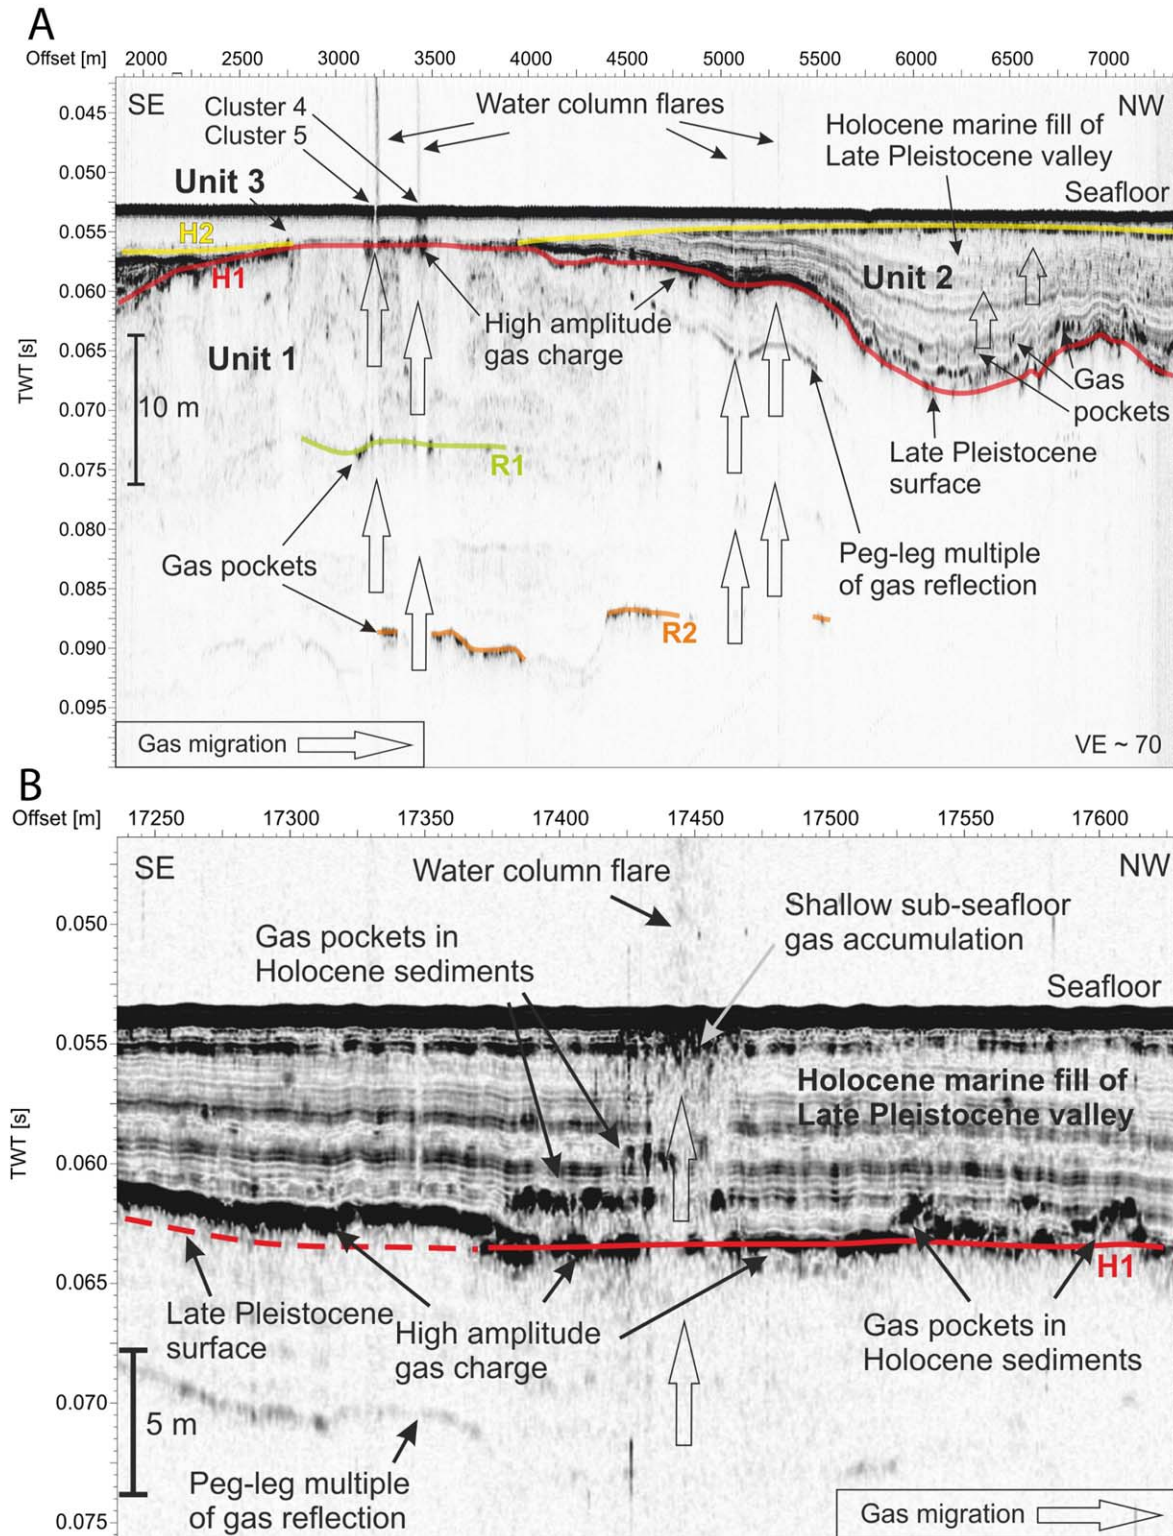 A
Offset [m] 2000 2500 3000 3500 4000 4500 5000 5500 6000 6500 7000
SE
NW
Cluster 4
Cluster 5
Water column flares
Holocene marine fill of
Late Pleistocene valley
Unit 3
Seafloor
H2
H1
Unit 2
Unit 1
High amplitude
gas charge
Gas
pockets
10 m
Late Pleistocene
surface
R1
Gas pockets
Peg-leg multiple
of gas reflection
R2
Gas migration
VE ~ 70
TWT [s]
0.045
0.050
0.055
0.060
0.065
0.070
0.075
0.080
0.085
0.090
0.095
B
Offset [m] 17250 17300 17350 17400 17450 17500 17550 17600
SE
NW
Water column flare
Shallow sub-seafloor
gas accumulation
Gas pockets in
Holocene sediments
Seafloor
Holocene marine fill of
Late Pleistocene valley
H1
Late Pleistocene
surface
High amplitude
gas charge
Gas pockets in
Holocene sediments
5 m
Peg-leg multiple
of gas reflection
Gas migration
TWT [s]
0.050
0.055
0.060
0.065
0.070
0.075